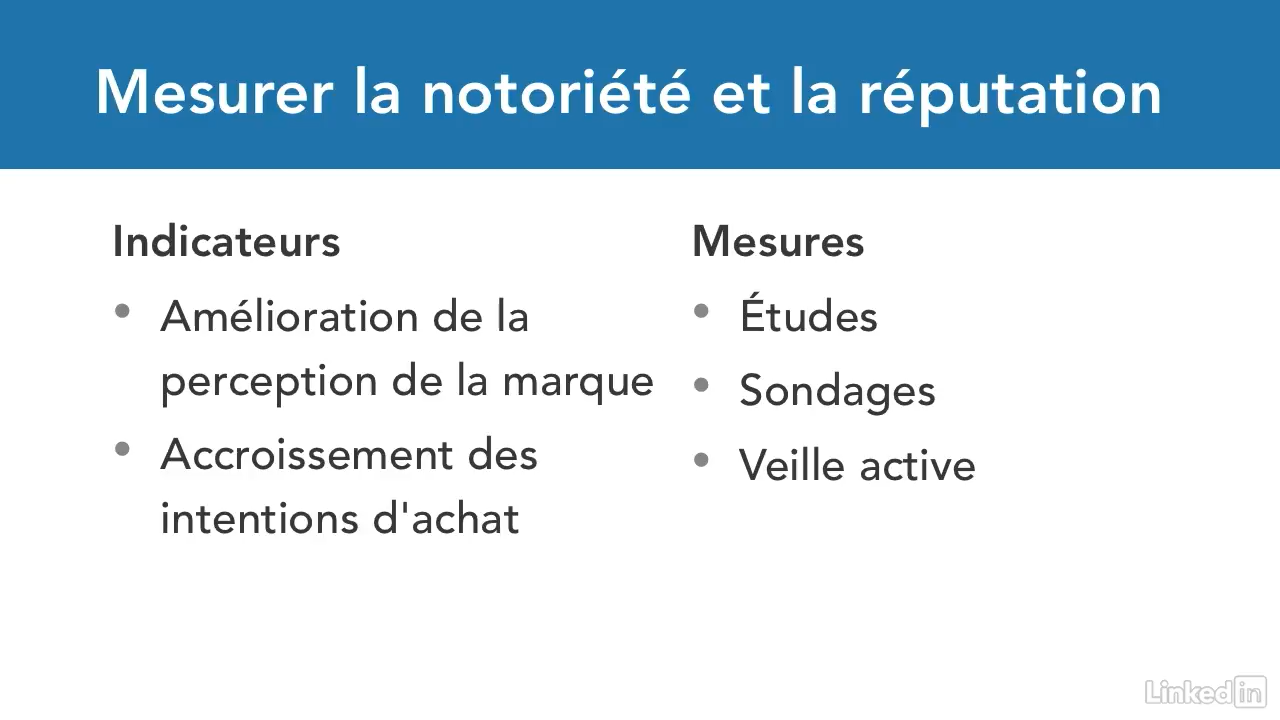 Mesurer la notoriété et la réputation
Indicateurs
• Amélioration de la
perception de la marque
• Accroissement des
intentions d'achat
Mesures
• Études
• Sondages
• Veille active
Linkedin